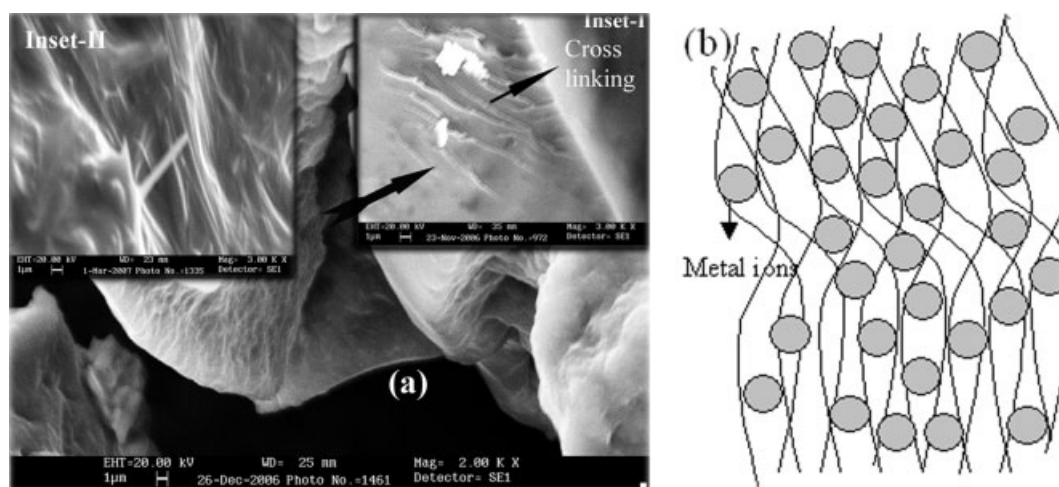 Inset-II
EHT=20.00 kV WD= 23 mm Mag= 3.00 K X
1µm 1-Mar-2007 Photo No.=1335 Detector= SE1
Inset-I
Cross
linking
EHT=20.00 kV WD= 35 mm Mag= 3.00 K X
1µm 23-Nov-2006 Photo No.=972 Detector= SE1
(a)
EHT=20.00 kV WD= 25 mm Mag= 2.00 K X
1µm 26-Dec-2006 Photo No.=1461 Detector= SE1
(b)
Metal ions